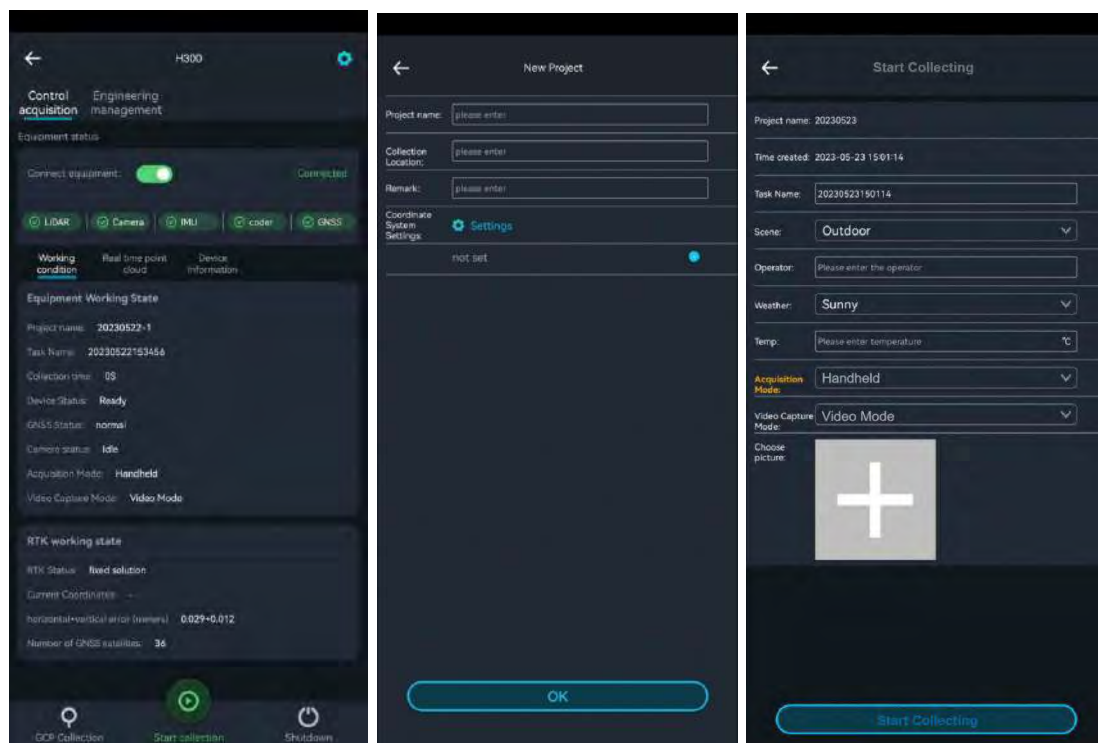 H300
Control acquisition
Engineering management
Equipment status
Connect equipment:
Connected
LiDAR
Camera
IMU
coder
GNSS
Working condition
Real time point cloud
Device information
Equipment Working State
Project name: 20230522-1
Task Name: 20230522153456
Collection time: 0S
Device Status: Ready
GNSS Status: normal
Camera status: Idle
Acquisition Mode: Handheld
Video Capture Mode: Video Mode
RTK working state
RTK Status: fixed solution
Current Coordinates: --
horizontal+vertical error (meters) 0.029+0.012
Number of GNSS satellites: 36
GCP Collection
Start collection
Shutdown
New Project
Project name: please enter
Collection Location: please enter
Remark: please enter
Coordinate System Settings: Settings
not set
OK
Start Collecting
Project name: 20230523
Time created: 2023-05-23 15:01:14
Task Name: 20230523150114
Scene: Outdoor
Operator: Please enter the operator
Weather: Sunny
Temp: Please enter temperature °C
Acquisition Mode: Handheld
Video Capture Mode: Video Mode
Choose picture:
Start Collecting